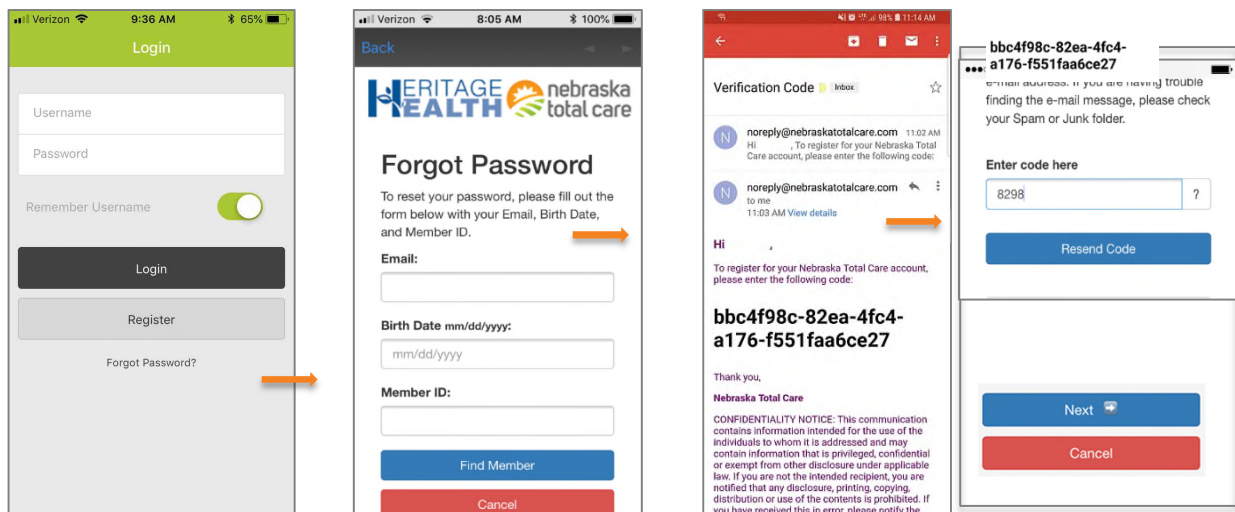 Verizon 9:36 AM 65%
Login
Username
Password
Remember Username
Login
Register
Forgot Password?
Verizon 8:05 AM 100%
Back
HERITAGE
HEALTH
nebraska
total care
Forgot Password
To reset your password, please fill out the
form below with your Email, Birth Date,
and Member ID.
Email:
Birth Date mm/dd/yyyy:
mm/dd/yyyy
Member ID:
Find Member
Cancel
98% 11:14 AM
Verification Code Inbox
N
noreply@nebraskatotalcare.com 11:02 AM
Hi , To register for your Nebraska Total
Care account, please enter the following code:
N
noreply@nebraskatotalcare.com
to me
11:03 AM View details
Hi ,
To register for your Nebraska Total Care account,
please enter the following code:
bbc4f98c-82ea-4fc4-
a176-f551faa6ce27
Thank you,
Nebraska Total Care
CONFIDENTIALITY NOTICE: This communication
contains information intended for the use of the
individuals to whom it is addressed and may
contain information that is privileged, confidential
or exempt from other disclosure under applicable
law. If you are not the intended recipient, you are
notified that any disclosure, printing, copying,
distribution or use of the contents is prohibited. If
you have received this in error, please notify the
bbc4f98c-82ea-4fc4-
a176-f551faa6ce27
e-mail address. If you are having trouble
finding the e-mail message, please check
your Spam or Junk folder.
Enter code here
8298
?
Resend Code
Next
Cancel